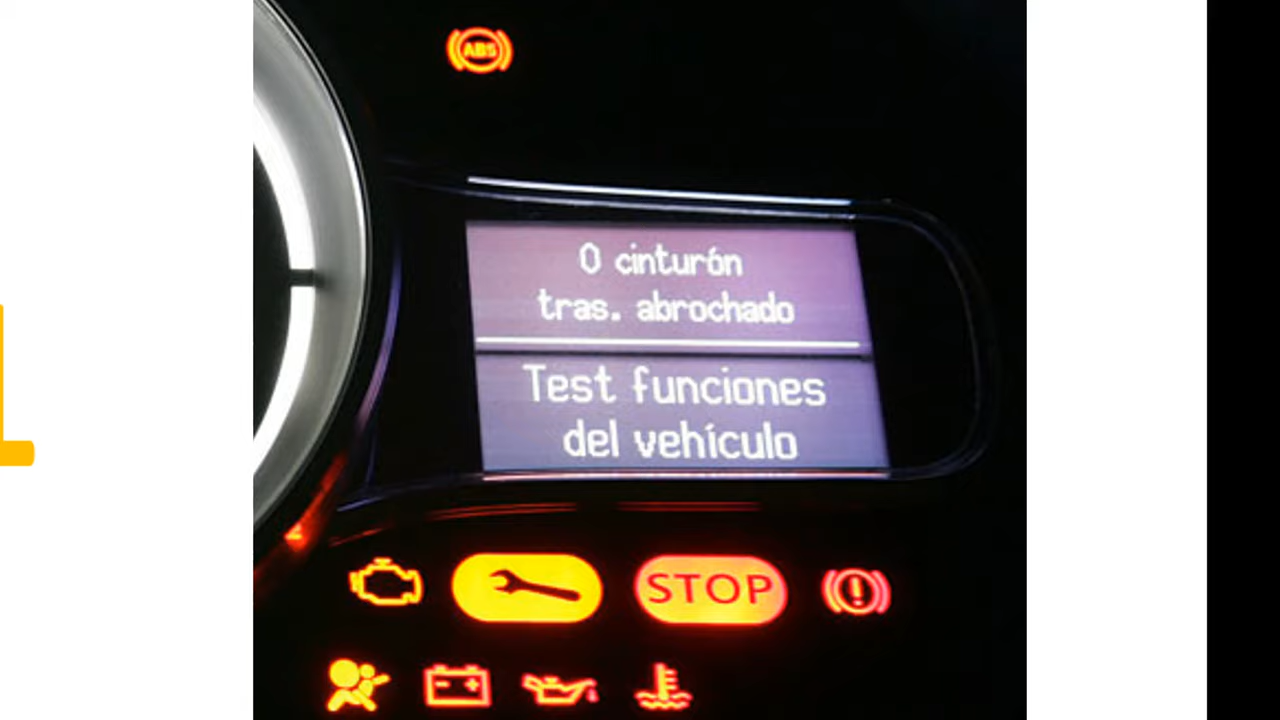 ABS
0 cinturón
tras. abrochado
Test funciones
del vehículo
STOP